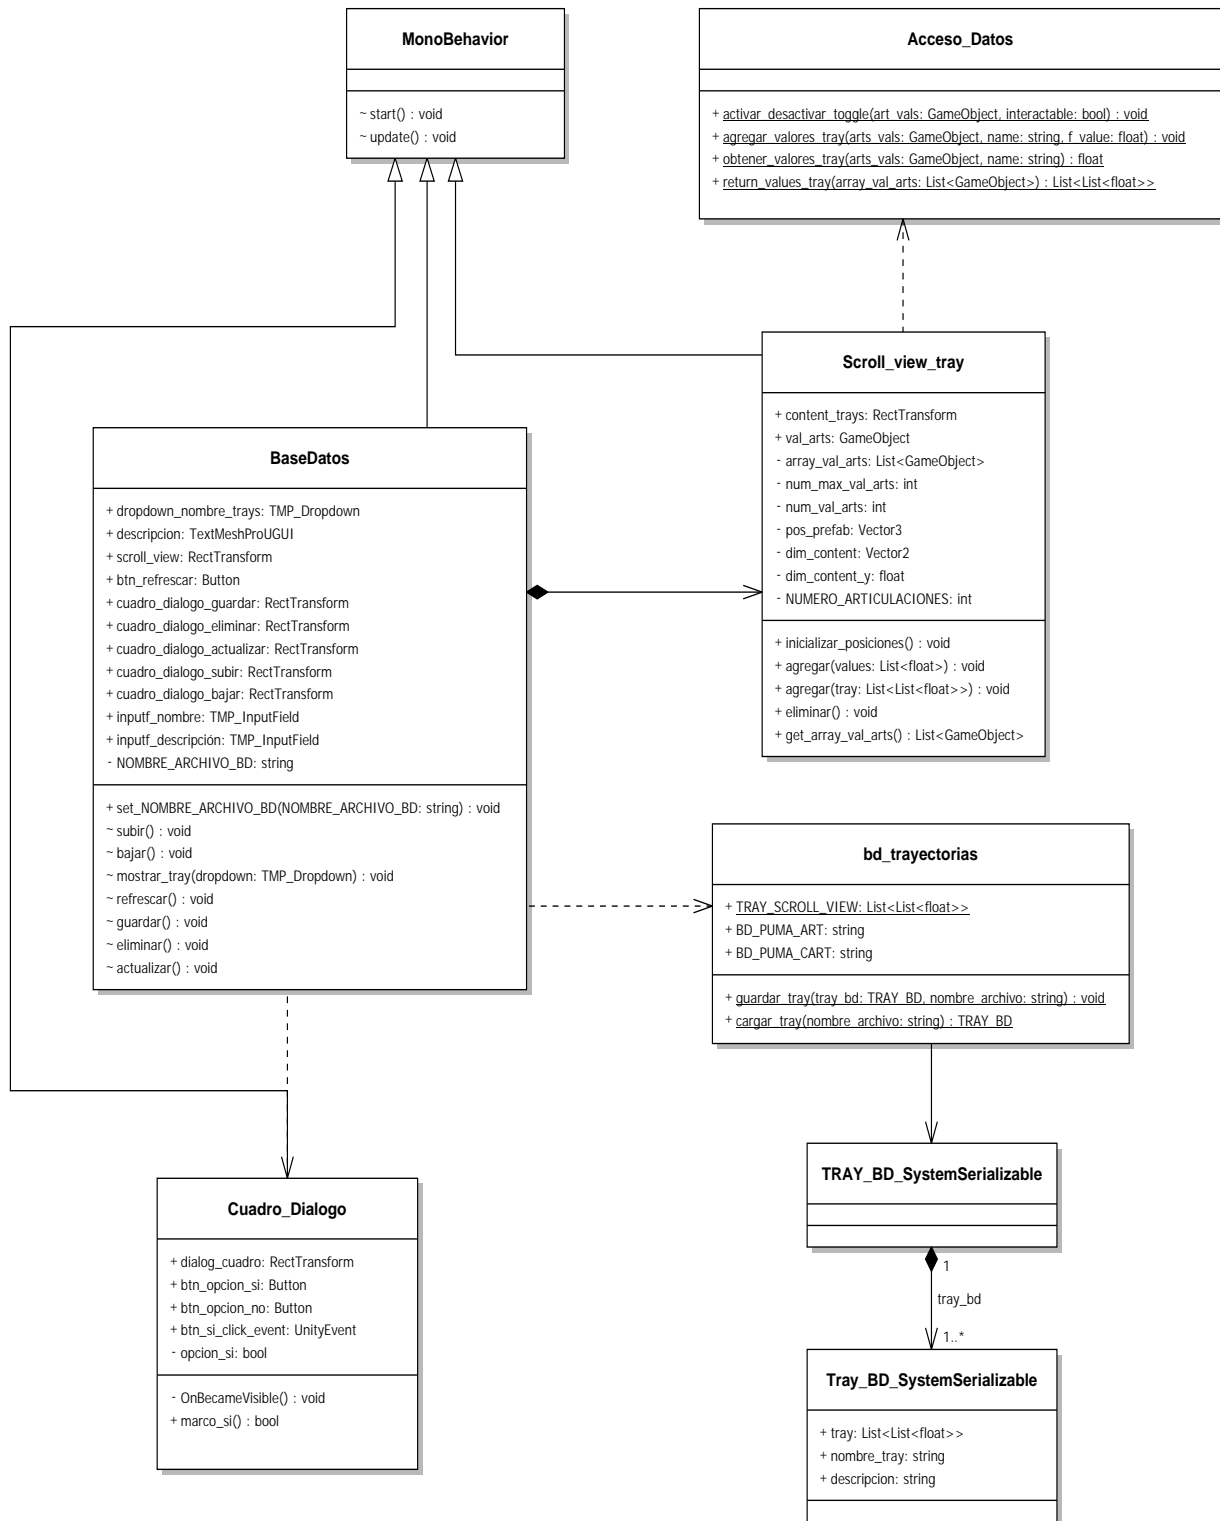 MonoBehavior
~ start() : void
~ update() : void
Acceso_Datos
+ activar_desactivar_toggle(art_vals: GameObject, interactable: bool) : void
+ agregar_valores_tray(arts_vals: GameObject, name: string, f_value: float) : void
+ obtener_valores_tray(arts_vals: GameObject, name: string) : float
+ return_values_tray(array_val_arts: List<GameObject>) : List<List<float>>
Scroll_view_tray
+ content_trays: RectTransform
+ val_arts: GameObject
- array_val_arts: List<GameObject>
- num_max_val_arts: int
- num_val_arts: int
- pos_prefab: Vector3
- dim_content: Vector2
- dim_content_y: float
- NUMERO_ARTICULACIONES: int
+ inicializar_posiciones() : void
+ agregar(values: List<float>) : void
+ agregar(tray: List<List<float>>) : void
+ eliminar() : void
+ get_array_val_arts() : List<GameObject>
BaseDatos
+ dropdown_nombre_trays: TMP_Dropdown
+ descripcion: TextMeshProUGUI
+ scroll_view: RectTransform
+ btn_refrescar: Button
+ cuadro_dialogo_guardar: RectTransform
+ cuadro_dialogo_eliminar: RectTransform
+ cuadro_dialogo_actualizar: RectTransform
+ cuadro_dialogo_subir: RectTransform
+ cuadro_dialogo_bajar: RectTransform
+ inputf_nombre: TMP_InputField
+ inputf_descripción: TMP_InputField
- NOMBRE_ARCHIVO_BD: string
+ set_NOMBRE_ARCHIVO_BD(NOMBRE_ARCHIVO_BD: string) : void
~ subir() : void
~ bajar() : void
~ mostrar_tray(dropdown: TMP_Dropdown) : void
~ refrescar() : void
~ guardar() : void
~ eliminar() : void
~ actualizar() : void
bd_trayectorias
+ TRAY_SCROLL_VIEW: List<List<float>>
+ BD_PUMA_ART: string
+ BD_PUMA_CART: string
+ guardar_tray(tray_bd: TRAY_BD, nombre_archivo: string) : void
+ cargar_tray(nombre_archivo: string) : TRAY_BD
TRAY_BD_SystemSerializable
1
tray_bd
1..*
Tray_BD_SystemSerializable
+ tray: List<List<float>>
+ nombre_tray: string
+ descripcion: string
Cuadro_Dialogo
+ dialog_cuadro: RectTransform
+ btn_opcion_si: Button
+ btn_opcion_no: Button
+ btn_si_click_event: UnityEvent
- opcion_si: bool
- OnBecameVisible() : void
+ marco_si() : bool